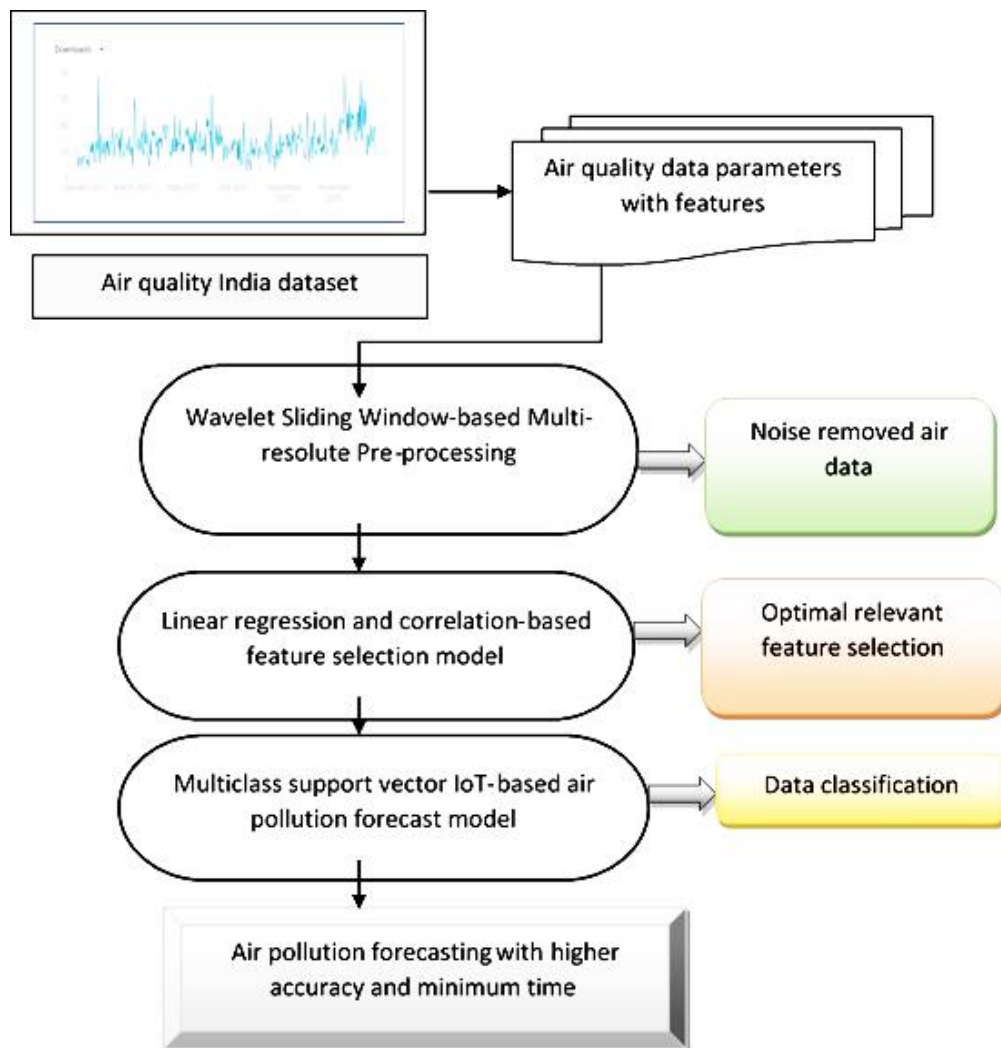 Downloads
Air quality data parameters
with features
Air quality India dataset
Wavelet Sliding Window-based Multi-
resolute Pre-processing
Noise removed air
data
Linear regression and correlation-based
feature selection model
Optimal relevant
feature selection
Multiclass support vector IoT-based air
pollution forecast model
Data classification
Air pollution forecasting with higher
accuracy and minimum time